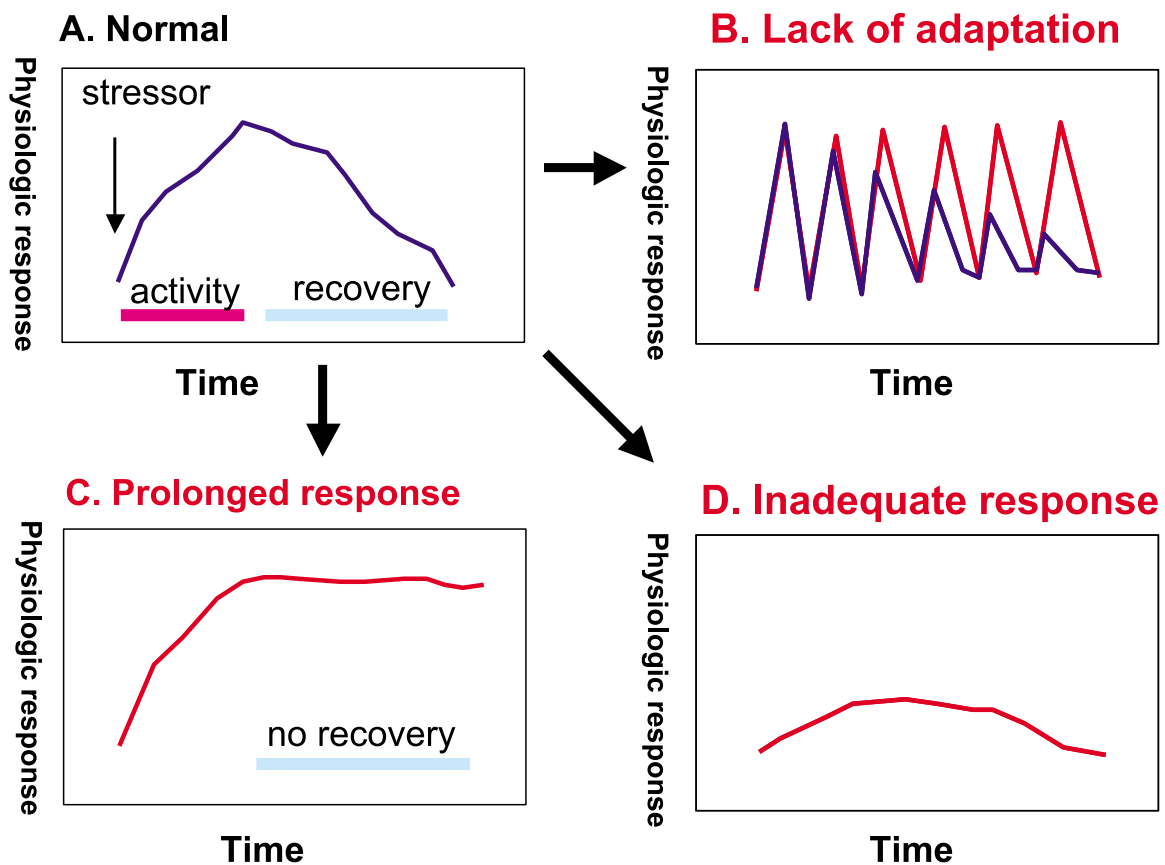 A. Normal
Physiologic response
stressor
activity
recovery
Time
B. Lack of adaptation
Physiologic response
Time
C. Prolonged response
Physiologic response
no recovery
Time
D. Inadequate response
Physiologic response
Time